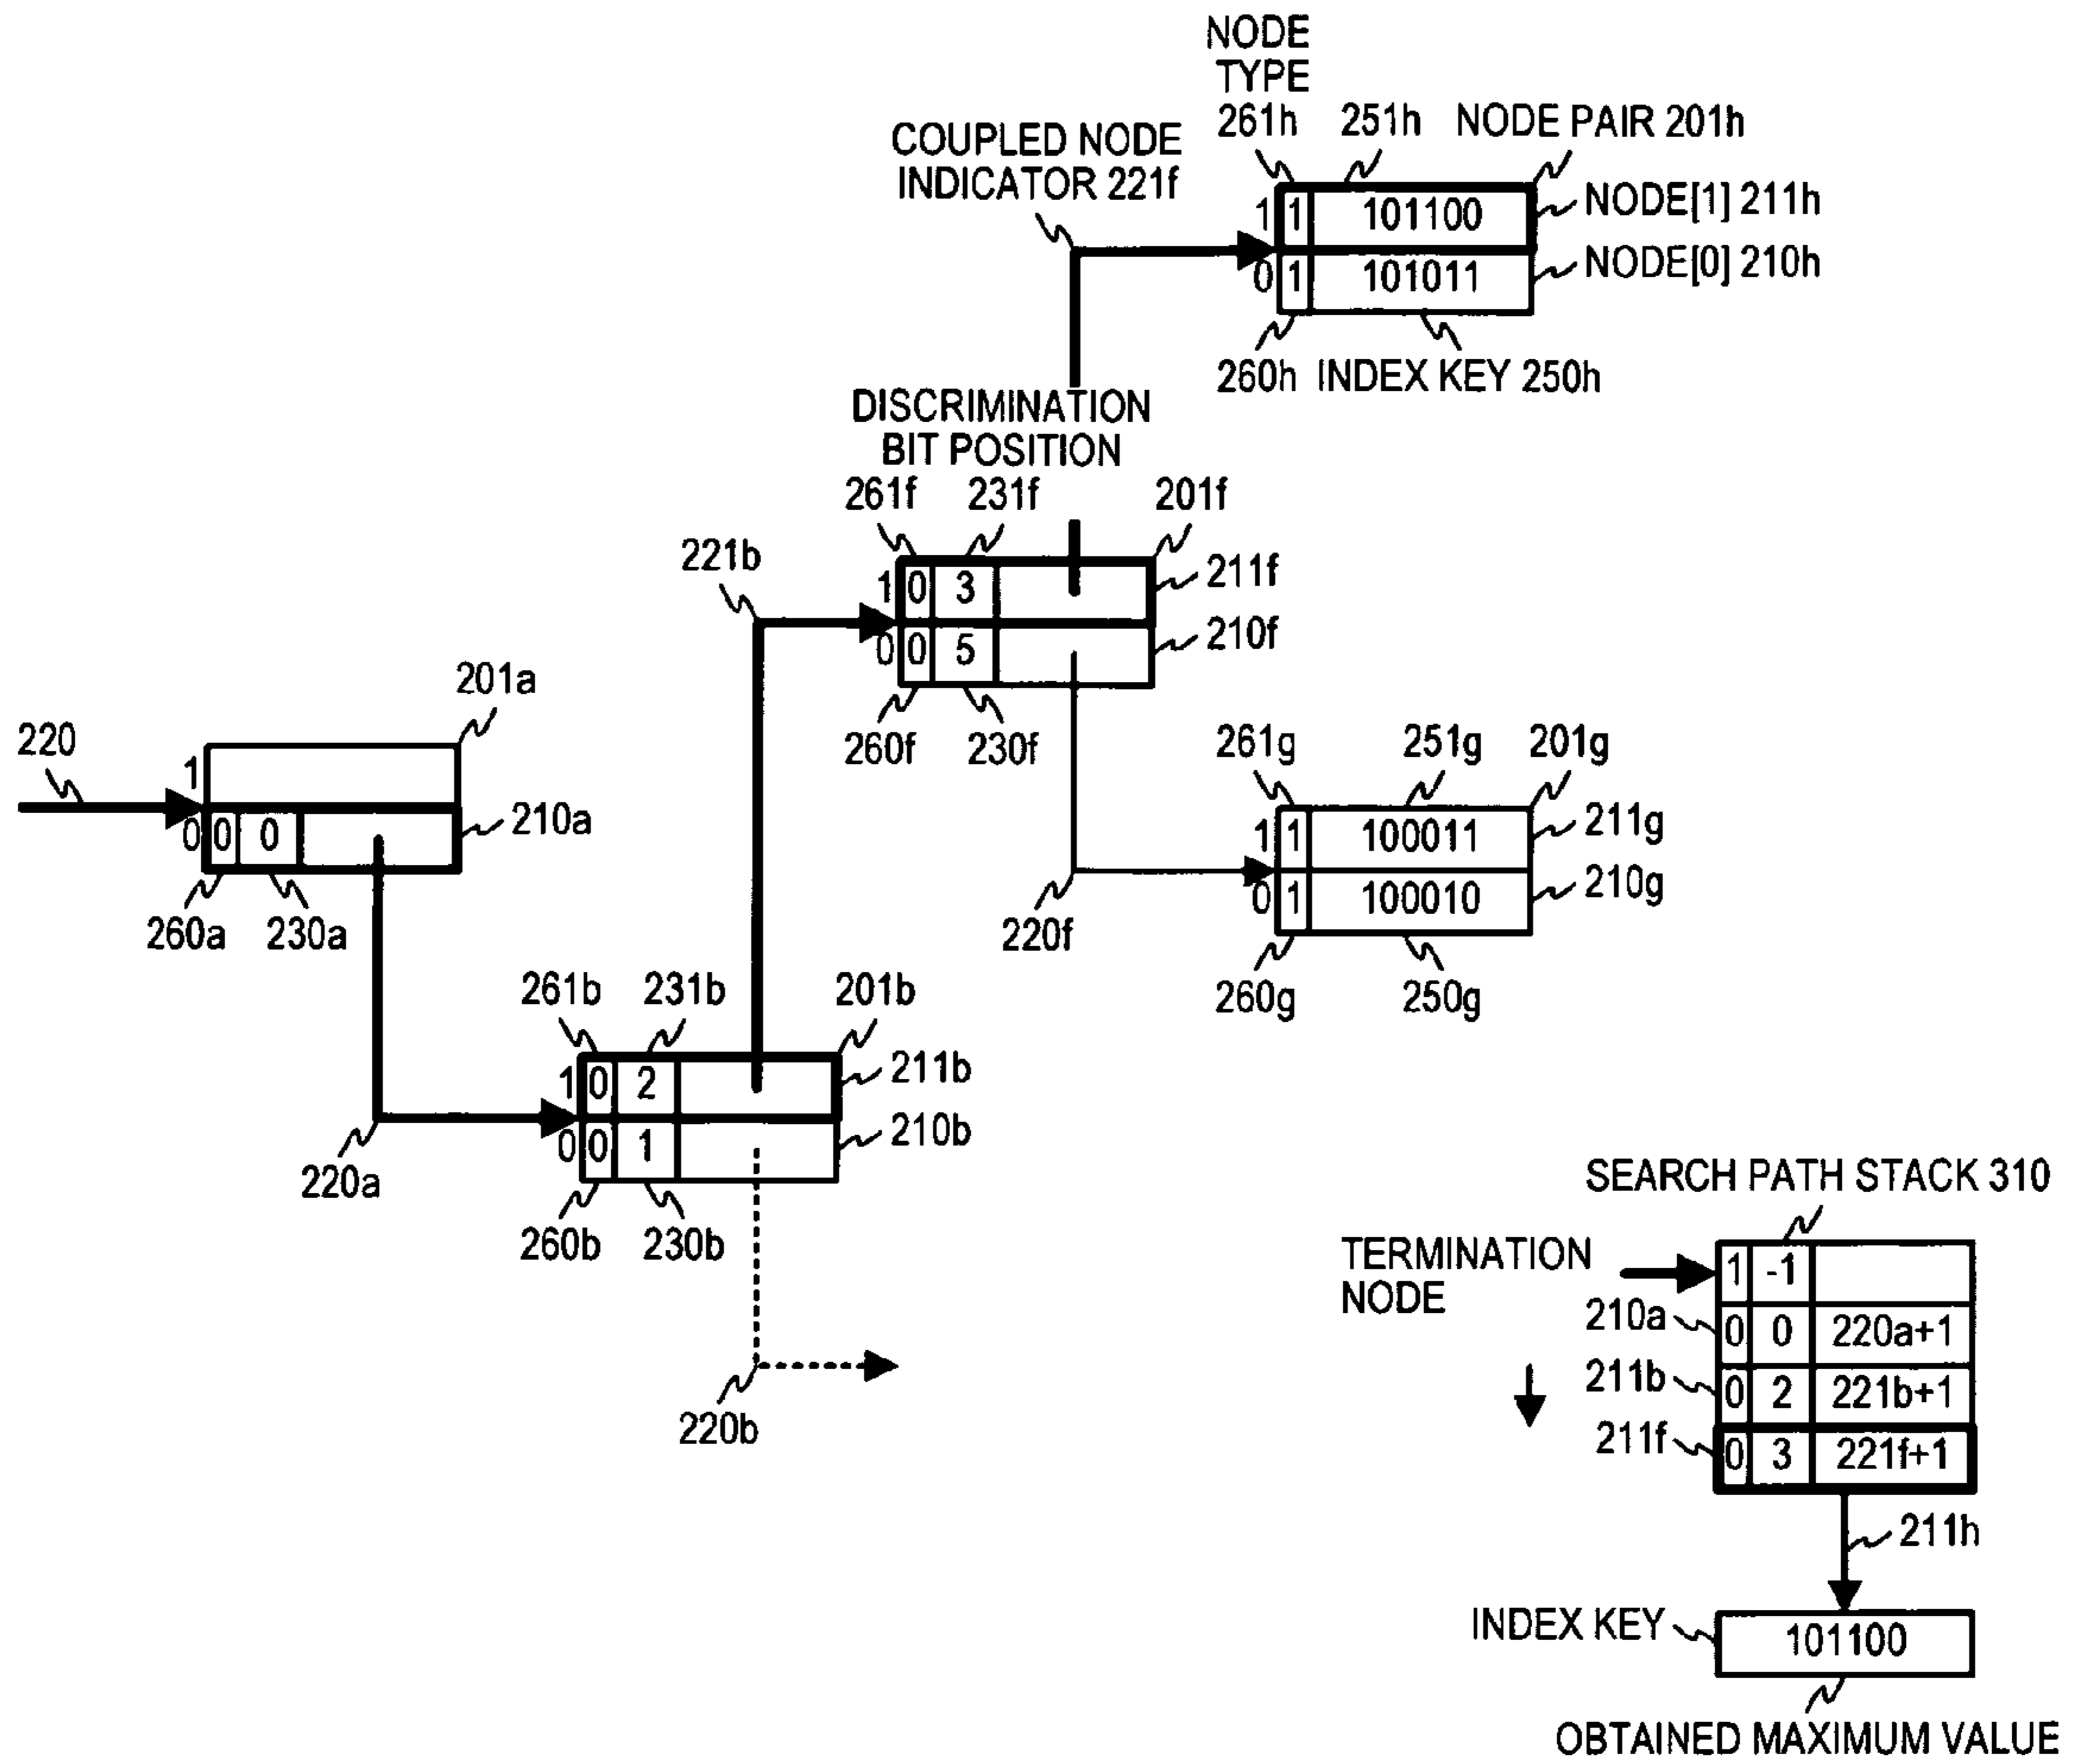 NODE
TYPE
261h 251h NODE PAIR 201h
COUPLED NODE
INDICATOR 221f
1 1 101100 NODE[1] 211h
0 1 101011 NODE[0] 210h
260h INDEX KEY 250h
DISCRIMINATION
BIT POSITION
261f 231f 201f
221b
1 0 3 211f
0 0 5 210f
260f 230f
201a
220
1
0 0 0 210a
260a 230a
261g 251g 201g
1 1 100011 211g
0 1 100010 210g
220f
260g 250g
261b 231b 201b
1 0 2 211b
0 0 1 210b
220a
260b 230b
220b
SEARCH PATH STACK 310
TERMINATION
NODE
1 -1
210a 0 0 220a+1
211b 0 2 221b+1
211f 0 3 221f+1
211h
INDEX KEY 101100
OBTAINED MAXIMUM VALUE